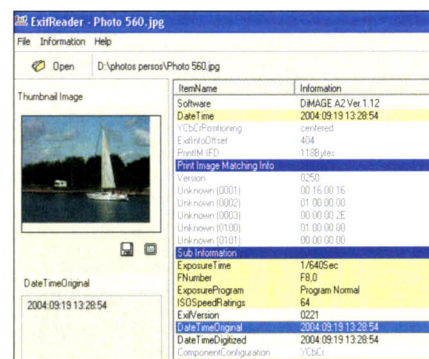 ExifReader - Photo 560.jpg
File Information Help
Open D:\photos persos\Photo 560.jpg
Thumbnail Image
ItemName Information
Software DiMAGE A2 Ver.1.12
DateTime 2004:09:19 13:28:54
YCbCrPositioning centered
ExifInfoOffset 404
PrintIM IFD 118Bytes
Print Image Matching Info
Version 0250
Unknown (0001) 00 16 00 16
Unknown (0002) 01 00 00 00
Unknown (0003) 00 00 00 2E
Unknown (0100) 01 00 00 00
Unknown (0101) 00 00 00 00
Sub Information
ExposureTime 1/640Sec
FNumber F8,0
ExposureProgram Program Normal
ISOSpeedRatings 64
ExifVersion 0221
DateTimeOriginal 2004:09:19 13:28:54
DateTimeDigitized 2004:09:19 13:28:54
ComponentConfiguration YCbCr
DateTimeOriginal
2004:09:19 13:28:54